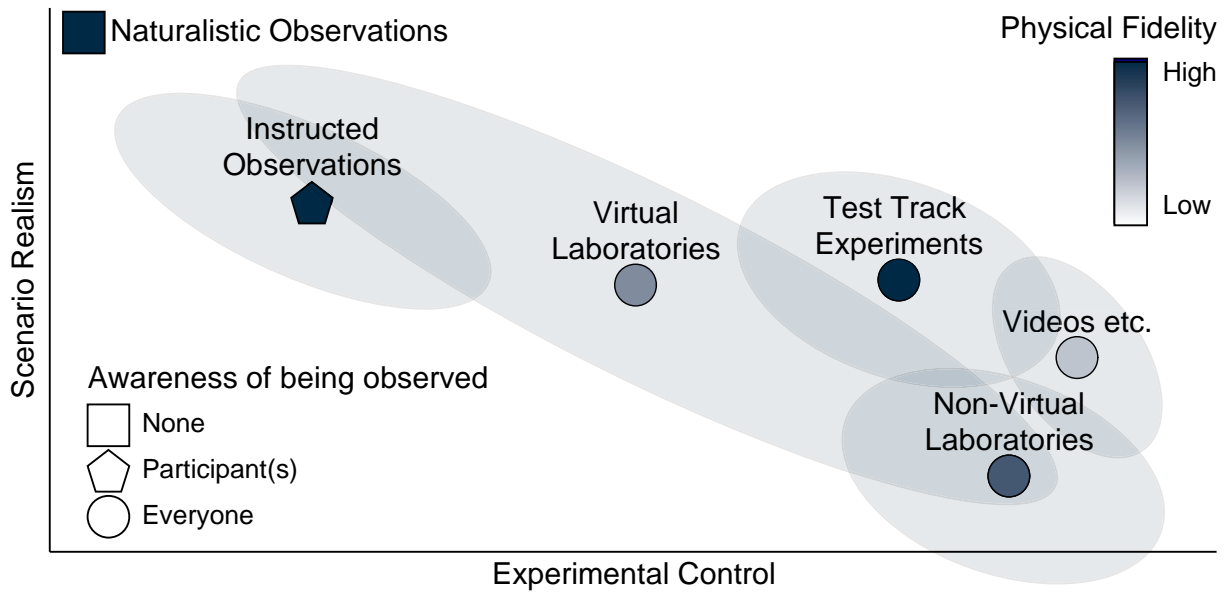 Naturalistic Observations
Physical Fidelity
High
Low
Instructed
Observations
Virtual
Laboratories
Test Track
Experiments
Videos etc.
Non-Virtual
Laboratories
Scenario Realism
Awareness of being observed
None
Participant(s)
Everyone
Experimental Control